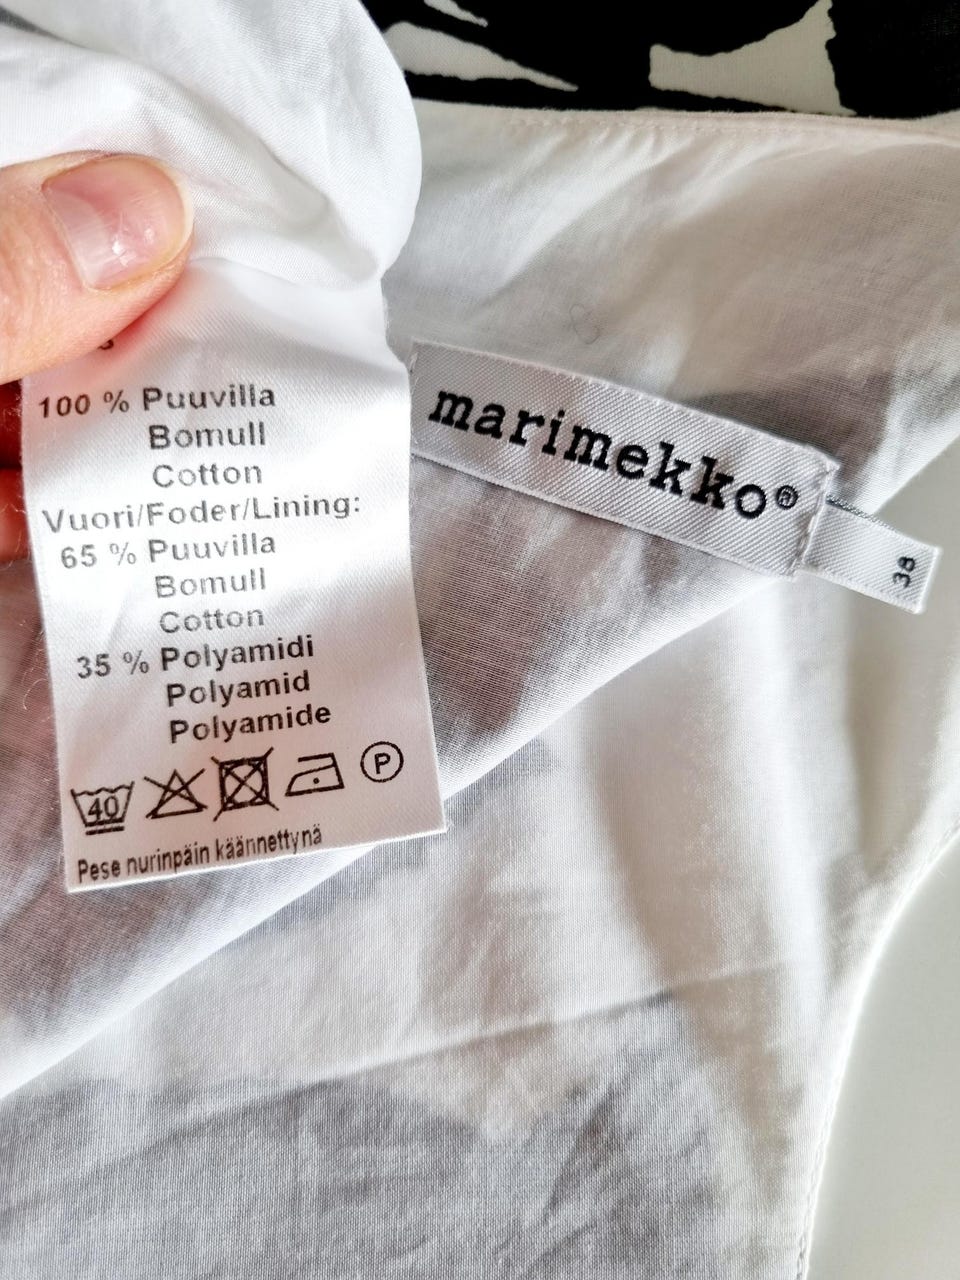 100 % Puuvilla
Bomull
Cotton
Vuori/Foder/Lining:
65 % Puuvilla
Bomull
Cotton
35 % Polyamidi
Polyamid
Polyamide
40 P
Pese nurinpäin käännettynä
marimekko®
38